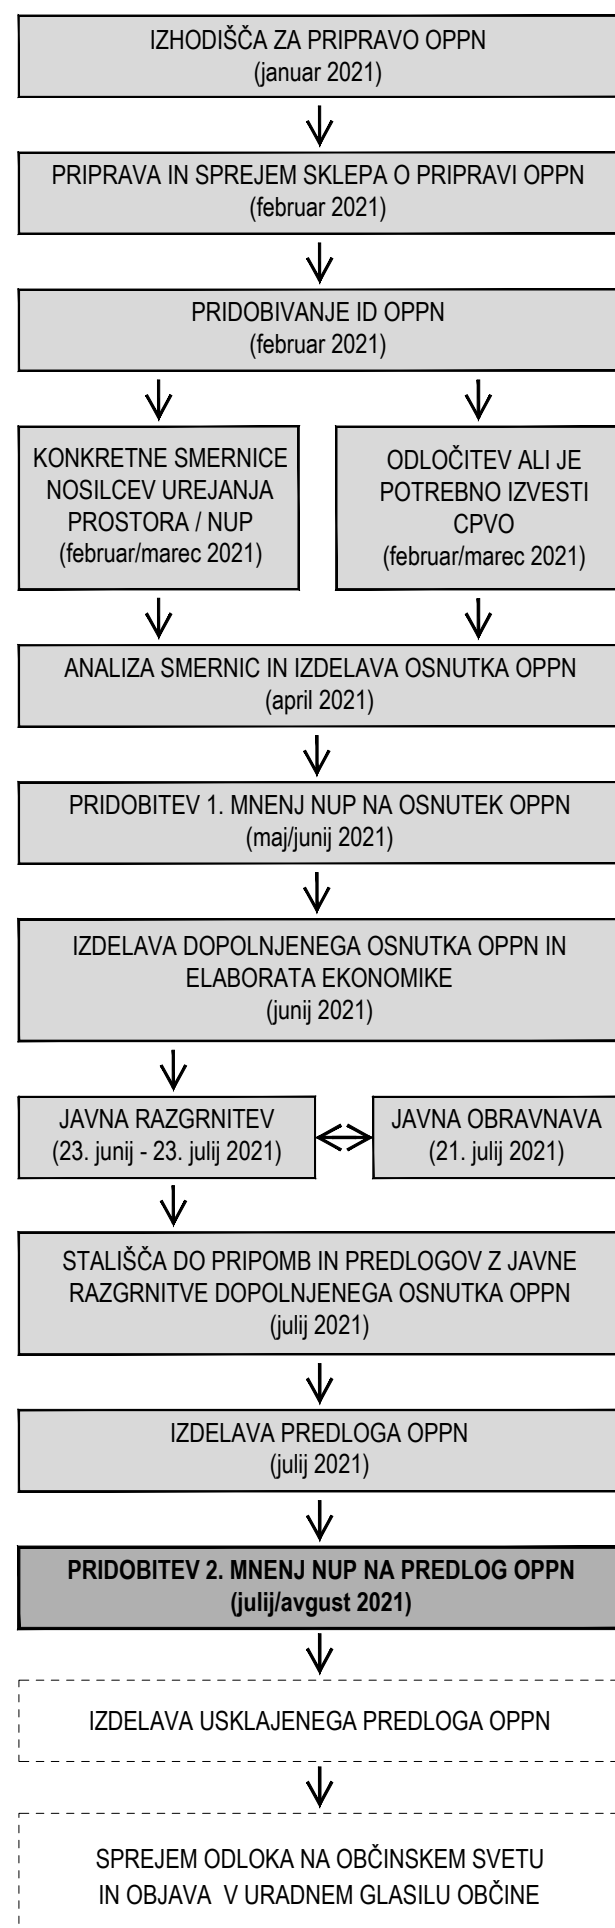 IZHODIŠČA ZA PRIPRAVO OPPN
(januar 2021)
PRIPRAVA IN SPREJEM SKLEPA O PRIPRAVI OPPN
(februar 2021)
PRIDOBIVANJE ID OPPN
(februar 2021)
KONKRETNE SMERNICE
NOSILCEV UREJANJA
PROSTORA / NUP
(februar/marec 2021)
ODLOČITEV ALI JE
POTREBNO IZVESTI
CPVO
(februar/marec 2021)
ANALIZA SMERNIC IN IZDELAVA OSNUTKA OPPN
(april 2021)
PRIDOBITEV 1. MNENJ NUP NA OSNUTEK OPPN
(maj/junij 2021)
IZDELAVA DOPOLNJENEGA OSNUTKA OPPN IN
ELABORATA EKONOMIKE
(junij 2021)
JAVNA RAZGRNITEV
(23. junij - 23. julij 2021)
JAVNA OBRAVNAVA
(21. julij 2021)
STALIŠČA DO PRIPOMB IN PREDLOGOV Z JAVNE
RAZGRNITVE DOPOLNJENEGA OSNUTKA OPPN
(julij 2021)
IZDELAVA PREDLOGA OPPN
(julij 2021)
PRIDOBITEV 2. MNENJ NUP NA PREDLOG OPPN
(julij/avgust 2021)
IZDELAVA USKLAJENEGA PREDLOGA OPPN
SPREJEM ODLOKA NA OBČINSKEM SVETU
IN OBJAVA V URADNEM GLASILU OBČINE